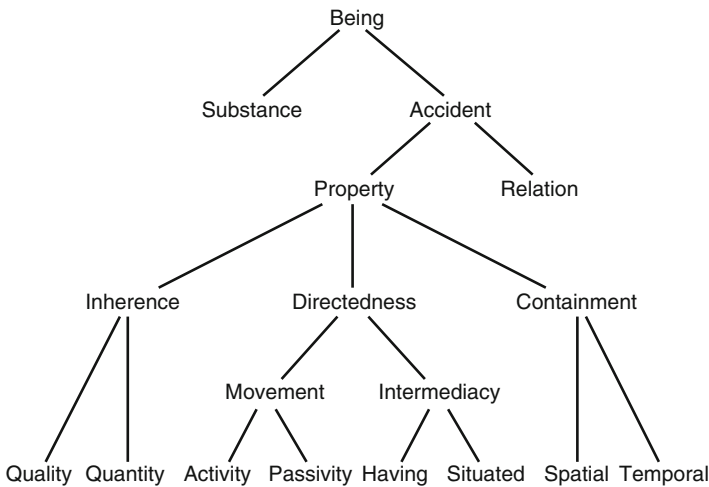 Being
Substance Accident
Property Relation
Inherence Directedness Containment
Movement Intermediacy
Quality Quantity Activity Passivity Having Situated Spatial Temporal